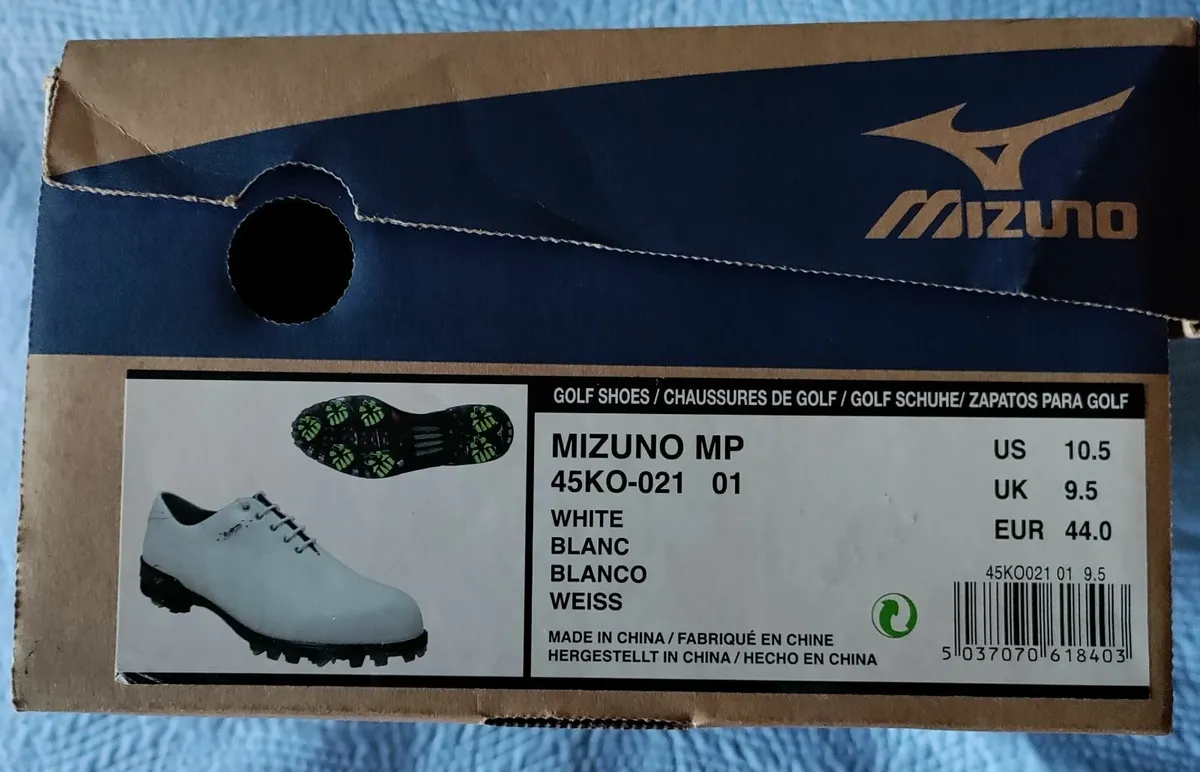 MIZUNO
GOLF SHOES / CHAUSSURES DE GOLF / GOLF SCHUHE/ ZAPATOS PARA GOLF
MIZUNO MP
45KO-021 01
WHITE
BLANC
BLANCO
WEISS
MADE IN CHINA / FABRIQUÉ EN CHINE
HERGESTELLT IN CHINA / HECHO EN CHINA
US 10.5
UK 9.5
EUR 44.0
45KO021 01 9.5
5 037070 618403